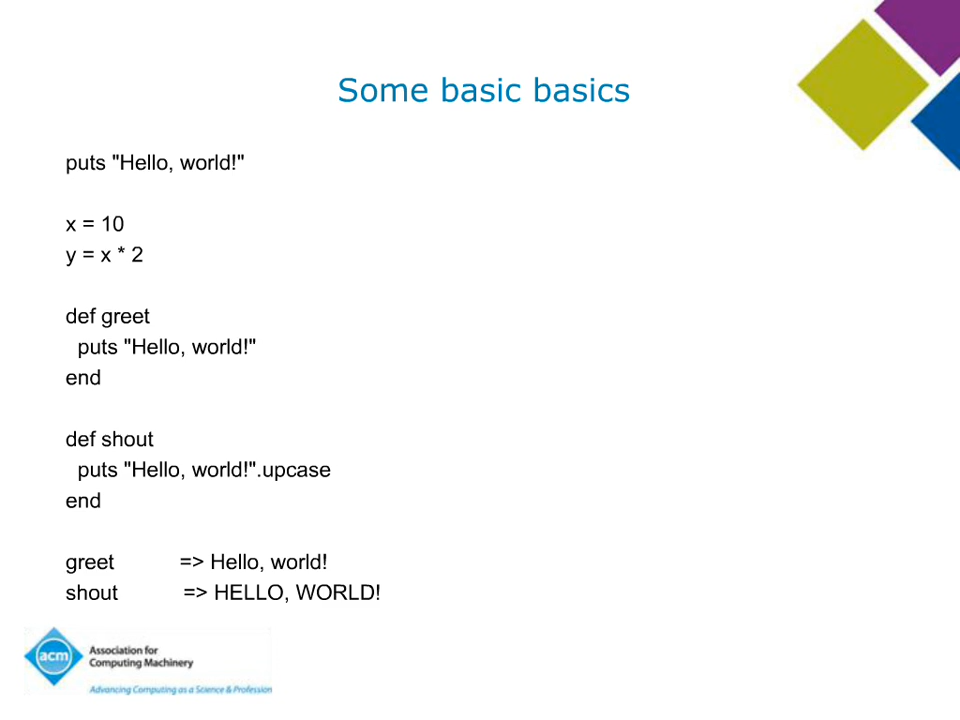 Some basic basics
puts "Hello, world!"
x = 10
y = x * 2
def greet
  puts "Hello, world!"
end
def shout
  puts "Hello, world!".upcase
end
greet => Hello, world!
shout => HELLO, WORLD!
acm
Association for
Computing Machinery
Advancing Computing as a Science & Profession